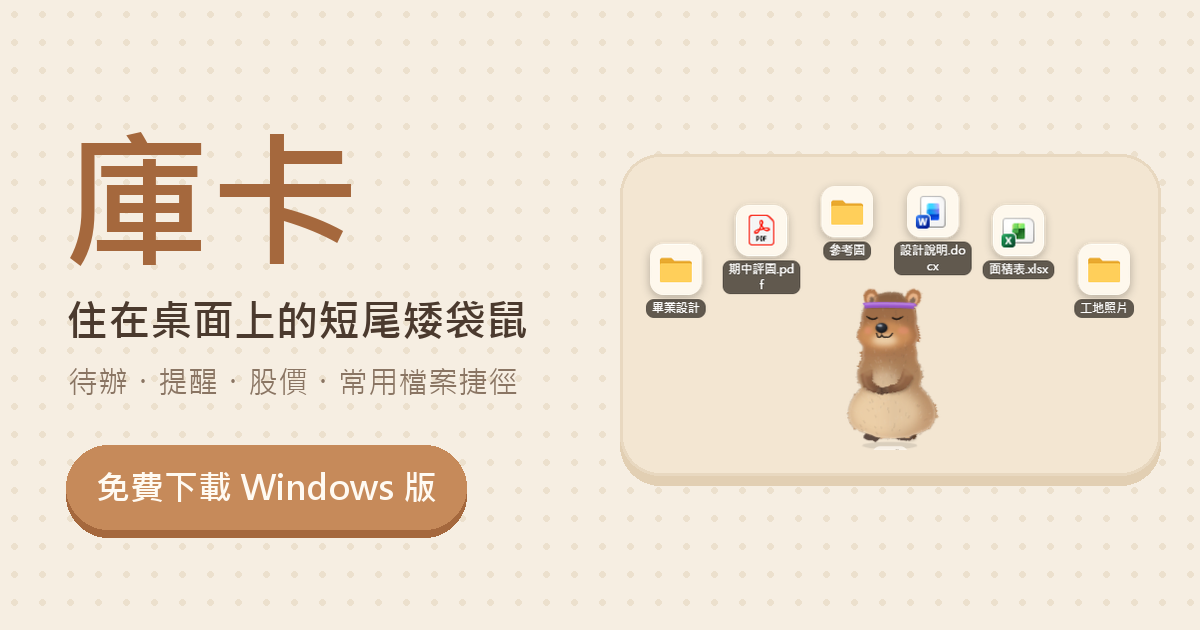 庫卡
住在桌面上的短尾矮袋鼠
待辦 · 提醒 · 股價 · 常用檔案捷徑
免費下載 Windows 版
畢業設計
PDF
期中評圖.pd
f
參考圖
W
設計說明.do
cx
X
面積表.xlsx
工地照片